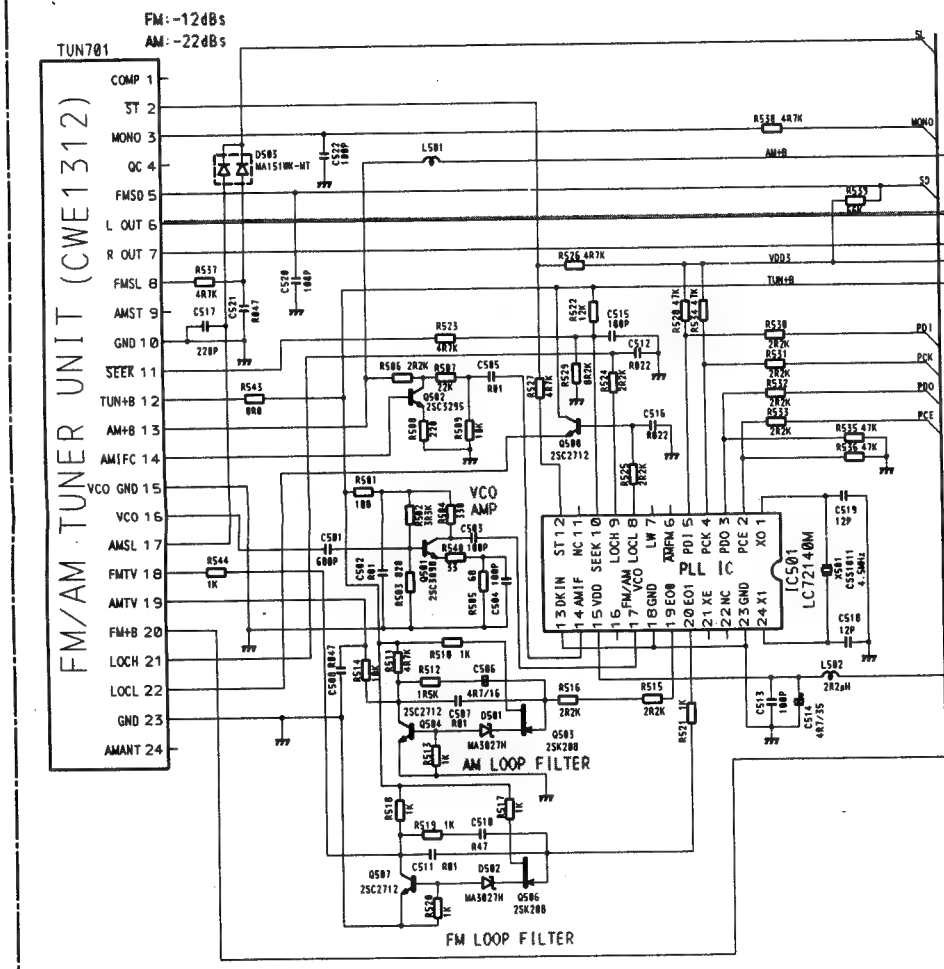 FM:-12dBs
AM:-22dBs
TUN701
FM/AM TUNER UNIT (CWE1312)
COMP 1
ST 2
MONO 3
QC 4
FMSD 5
L OUT 6
R OUT 7
FMSL 8
AMST 9
GND 10
SEEK 11
TUN+B 12
AM+B 13
AMIFC 14
VCO GND 15
VCO 16
AMSL 17
FMTV 18
AMTV 19
FM+B 20
LOCH 21
LOCL 22
GND 23
AMANT 24
SL
MONO
R538 4R7K
AM+B
SD
R539
VDD3
TUN+B
PDI
PCK
PDO
PCE
D503
MA151WK-MT
C522
100P
L501
C520
100P
R537
4R7K
C521
R047
C517
220P
R543
0R0
R523
4R7K
R506 2R2K
R507
22K
C505
R01
Q502
2SC3295
R508
220
R509
10K
R526 4R7K
R522
12K
C515
100P
C512
R022
R529
8R2K
R524
2R2K
R527
4R7K
Q508
2SC2712
C516
R022
R525
2R2K
R528 47K
R534 47K
R530
2R2K
R531
2R2K
R532
2R2K
R533
2R2K
R535 47K
R536 47K
R501
100
VCO
AMP
R502
3R3K
R504
330
C503
100P
R540
33
C501
680P
C502
R01
R503 820
Q501
R505
68
C504
100P
R544
1K
ST 12
NC 11
SEEK 10
LOCH 9
LOCL 8
LW 7
AMFM 6
PDI 5
PCK 4
PDO 3
PCE 2
XO 1
PLL IC
13 DKIN
14 AMIF
15 VDD
16
17 FM/AM VCO
18 GND
19 EO0
20 EO1
21 XE
22 NC
23 GND
24 X1
IC501
LC72140M
C519
12P
X501
CSS1011
4.5MHz
C518
12P
L502
2R2µH
C513
100P
C514
4R7/35
R510 1K
R511
4R7K
R512
1R5K
C506
4R7/16
C507
R01
C508 R047
R514
10K
2SC2712
Q504
R513
1K
D501
MA3027H
Q503
2SK208
R516
2R2K
R515
2R2K
R521 1K
AM LOOP FILTER
R518
1K
R517
1K
R519 1K
C510
R47
C511 R01
Q507
2SC2712
R520
1K
D502
MA3027H
Q506
2SK208
FM LOOP FILTER